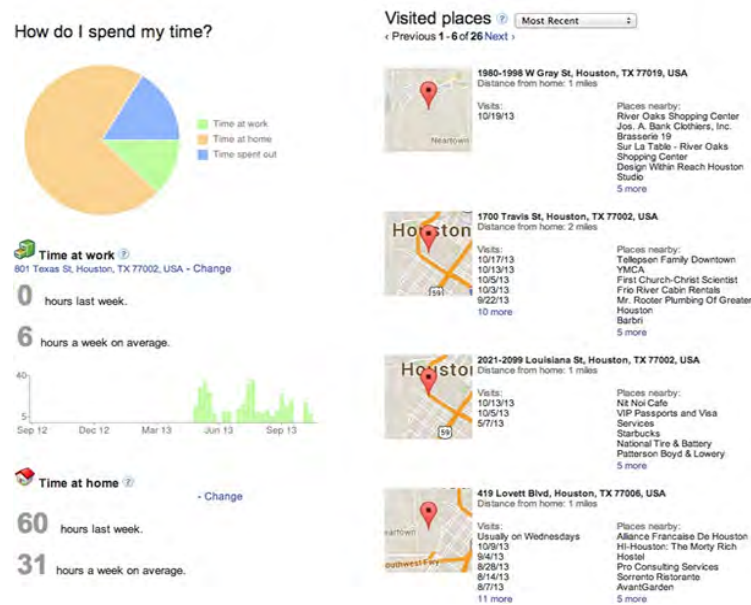 How do I spend my time?
Time at work
Time at home
Time spent out
Time at work
801 Texas St, Houston, TX 77002, USA - Change
0 hours last week.
6 hours a week on average.
40
5
Sep 12 Dec 12 Mar 13 Jun 13 Sep 13
Time at home
- Change
60 hours last week.
31 hours a week on average.
Visited places Most Recent
‹ Previous 1 - 6 of 26 Next ›
1980-1998 W Gray St, Houston, TX 77019, USA
Distance from home: 1 miles
Neartown
Visits:
10/19/13
Places nearby:
River Oaks Shopping Center
Jos. A. Bank Clothiers, Inc.
Brasserie 19
Sur La Table - River Oaks
Shopping Center
Design Within Reach Houston
Studio
5 more
1700 Travis St, Houston, TX 77002, USA
Distance from home: 2 miles
Houston
59
Visits:
10/17/13
10/13/13
10/5/13
10/3/13
9/22/13
10 more
Places nearby:
Tellepsen Family Downtown
YMCA
First Church-Christ Scientist
Frio River Cabin Rentals
Mr. Rooter Plumbing Of Greater
Houston
Barbri
5 more
2021-2099 Louisiana St, Houston, TX 77002, USA
Distance from home: 1 miles
Houston
59
Visits:
10/13/13
10/5/13
5/7/13
Places nearby:
Nit Noi Cafe
VIP Passports and Visa
Services
Starbucks
National Tire & Battery
Patterson Boyd & Lowery
5 more
419 Lovett Blvd, Houston, TX 77006, USA
Distance from home: 1 miles
eartown
outhwest Fwy
Visits:
Usually on Wednesdays
10/9/13
9/4/13
8/28/13
8/14/13
8/7/13
11 more
Places nearby:
Alliance Francaise De Houston
HI-Houston: The Morty Rich
Hostel
Pro Consulting Services
Sorrento Ristorante
AvantGarden
5 more